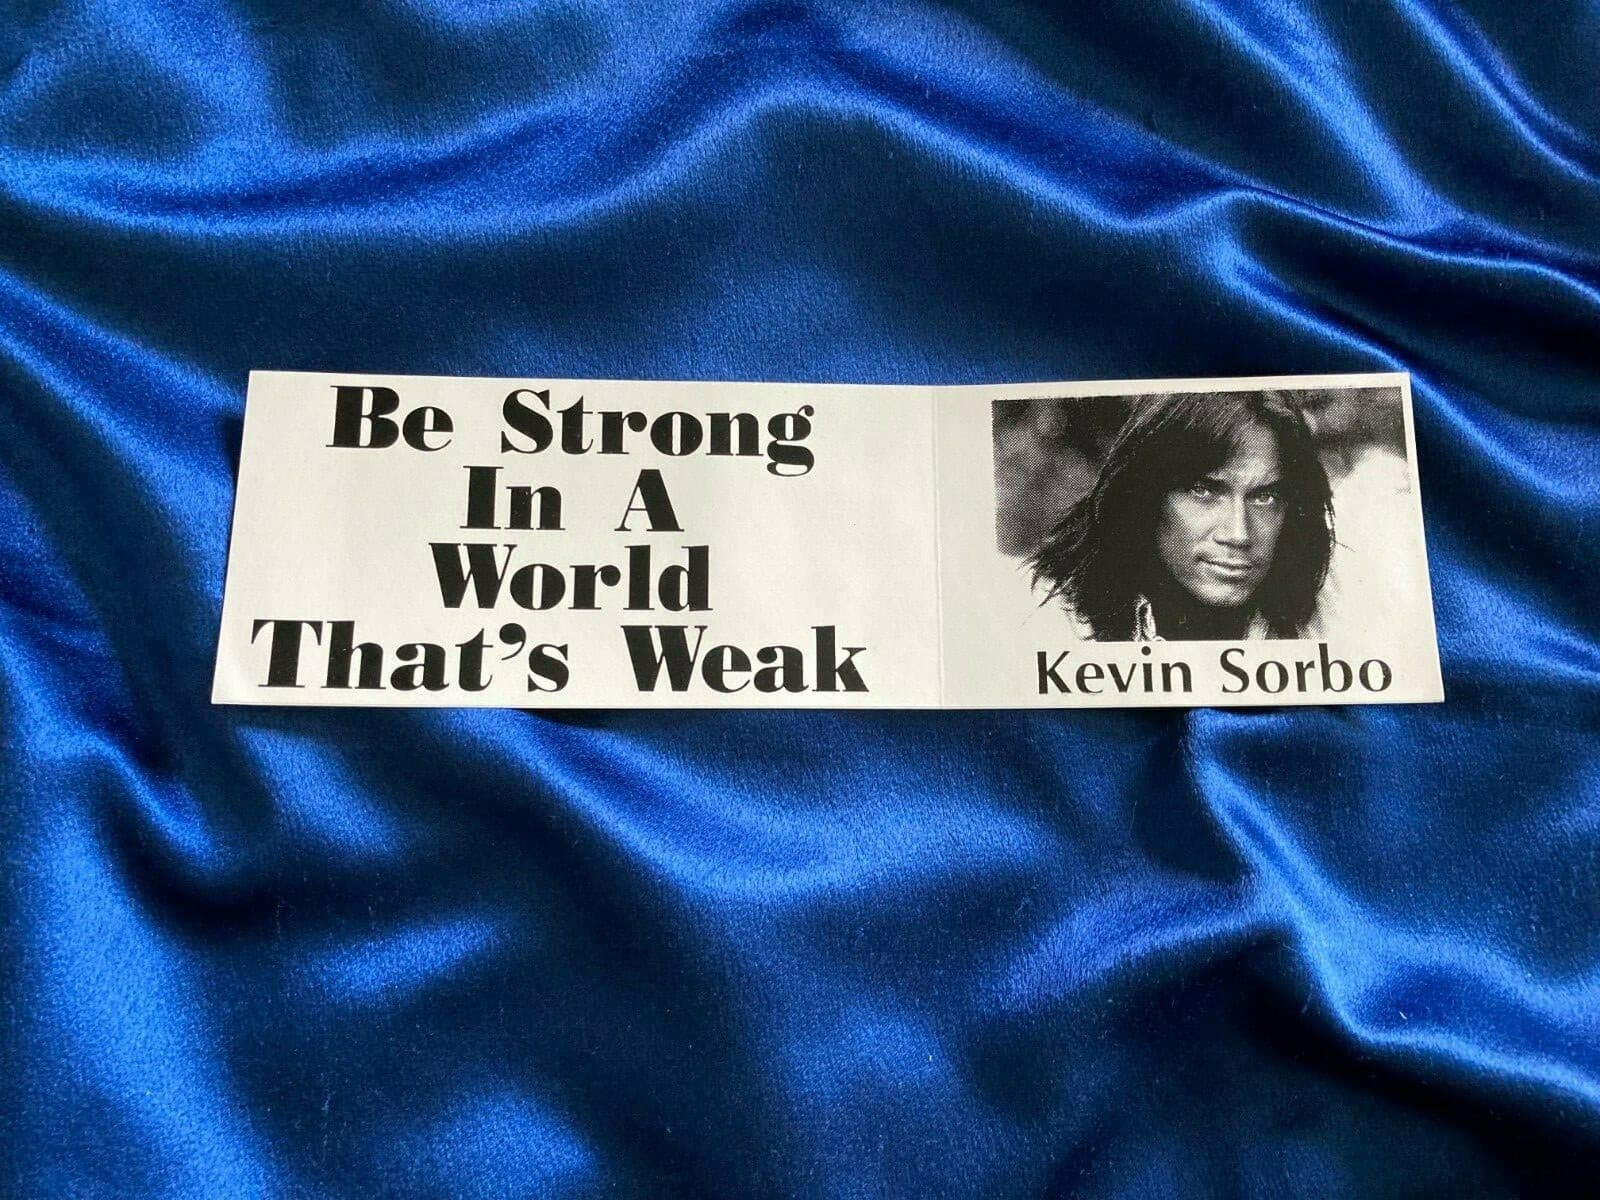 Be Strong
In A
World
That's Weak
Kevin Sorbo